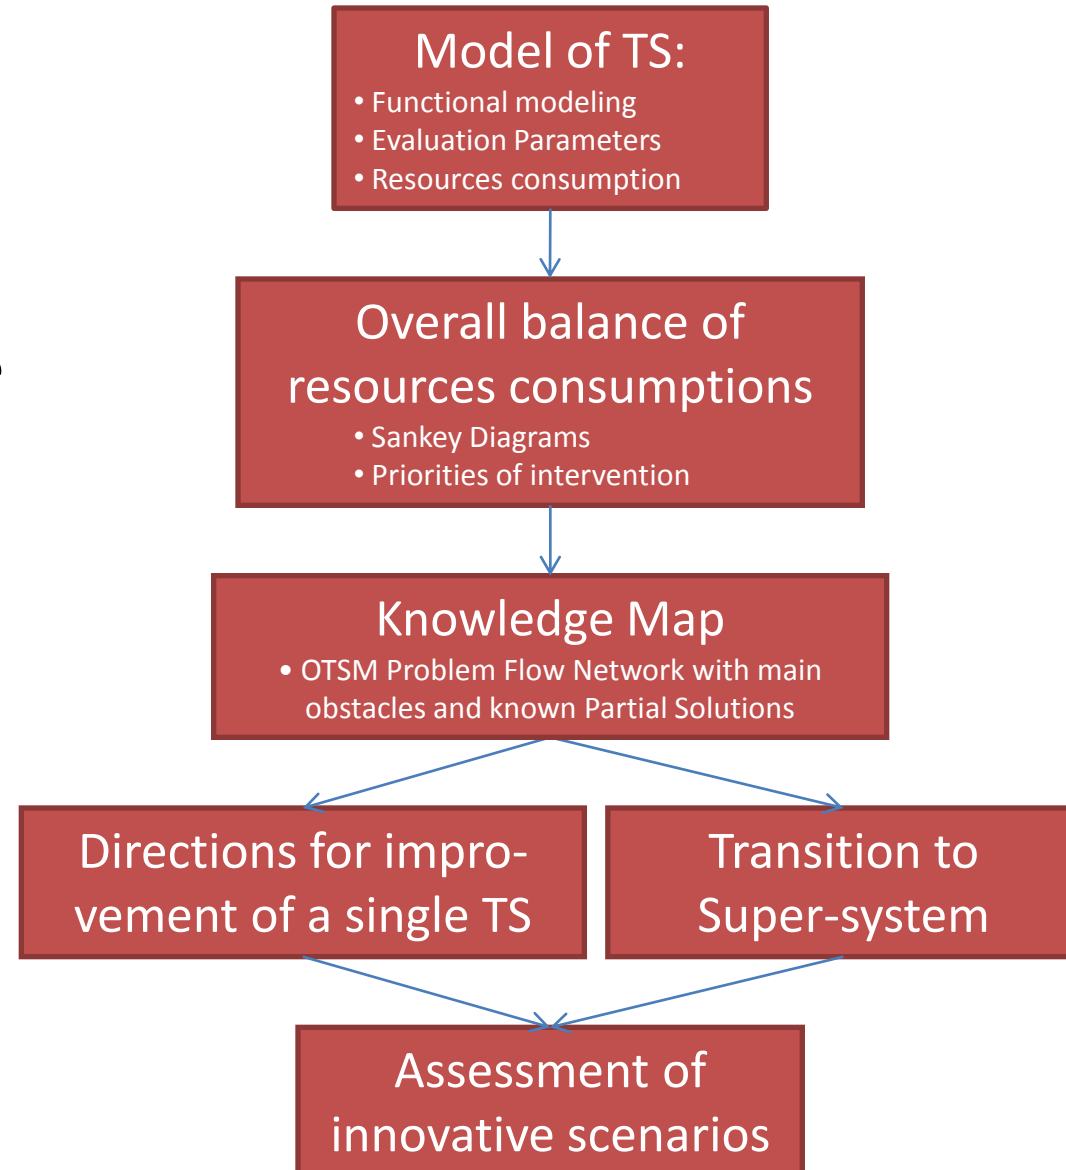 Model of TS:
• Functional modeling
• Evaluation Parameters
• Resources consumption
Overall balance of
resources consumptions
• Sankey Diagrams
• Priorities of intervention
Knowledge Map
• OTSM Problem Flow Network with main
obstacles and known Partial Solutions
Directions for impro-
vement of a single TS
Transition to
Super-system
Assessment of
innovative scenarios